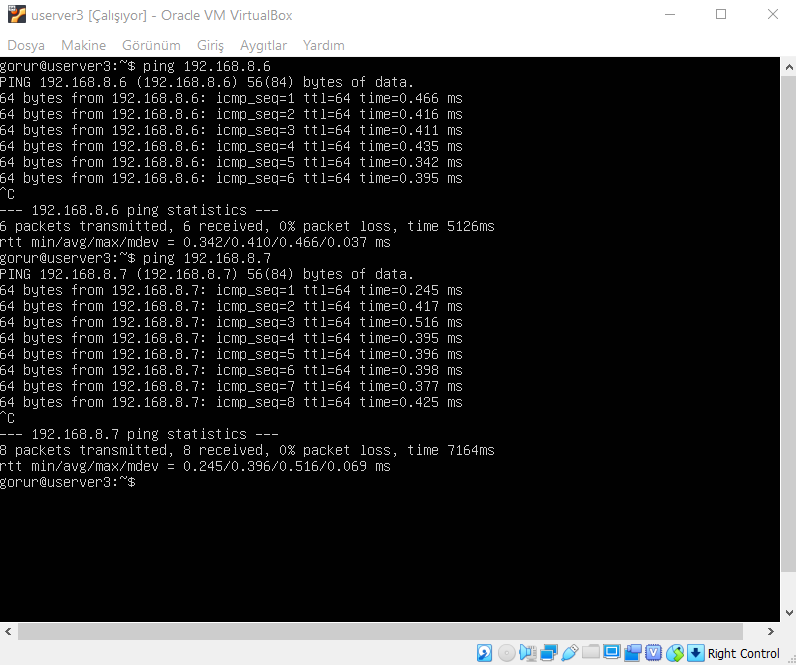 userver3 [Çalışıyor] - Oracle VM VirtualBox
Dosya Makine Görünüm Giriş Aygıtlar Yardım
gorur@userver3:~$ ping 192.168.8.6
PING 192.168.8.6 (192.168.8.6) 56(84) bytes of data.
64 bytes from 192.168.8.6: icmp_seq=1 ttl=64 time=0.466 ms
64 bytes from 192.168.8.6: icmp_seq=2 ttl=64 time=0.416 ms
64 bytes from 192.168.8.6: icmp_seq=3 ttl=64 time=0.411 ms
64 bytes from 192.168.8.6: icmp_seq=4 ttl=64 time=0.435 ms
64 bytes from 192.168.8.6: icmp_seq=5 ttl=64 time=0.342 ms
64 bytes from 192.168.8.6: icmp_seq=6 ttl=64 time=0.395 ms
^C
--- 192.168.8.6 ping statistics ---
6 packets transmitted, 6 received, 0% packet loss, time 5126ms
rtt min/avg/max/mdev = 0.342/0.410/0.466/0.037 ms
gorur@userver3:~$ ping 192.168.8.7
PING 192.168.8.7 (192.168.8.7) 56(84) bytes of data.
64 bytes from 192.168.8.7: icmp_seq=1 ttl=64 time=0.245 ms
64 bytes from 192.168.8.7: icmp_seq=2 ttl=64 time=0.417 ms
64 bytes from 192.168.8.7: icmp_seq=3 ttl=64 time=0.516 ms
64 bytes from 192.168.8.7: icmp_seq=4 ttl=64 time=0.395 ms
64 bytes from 192.168.8.7: icmp_seq=5 ttl=64 time=0.396 ms
64 bytes from 192.168.8.7: icmp_seq=6 ttl=64 time=0.398 ms
64 bytes from 192.168.8.7: icmp_seq=7 ttl=64 time=0.377 ms
64 bytes from 192.168.8.7: icmp_seq=8 ttl=64 time=0.425 ms
^C
--- 192.168.8.7 ping statistics ---
8 packets transmitted, 8 received, 0% packet loss, time 7164ms
rtt min/avg/max/mdev = 0.245/0.396/0.516/0.069 ms
gorur@userver3:~$
Right Control